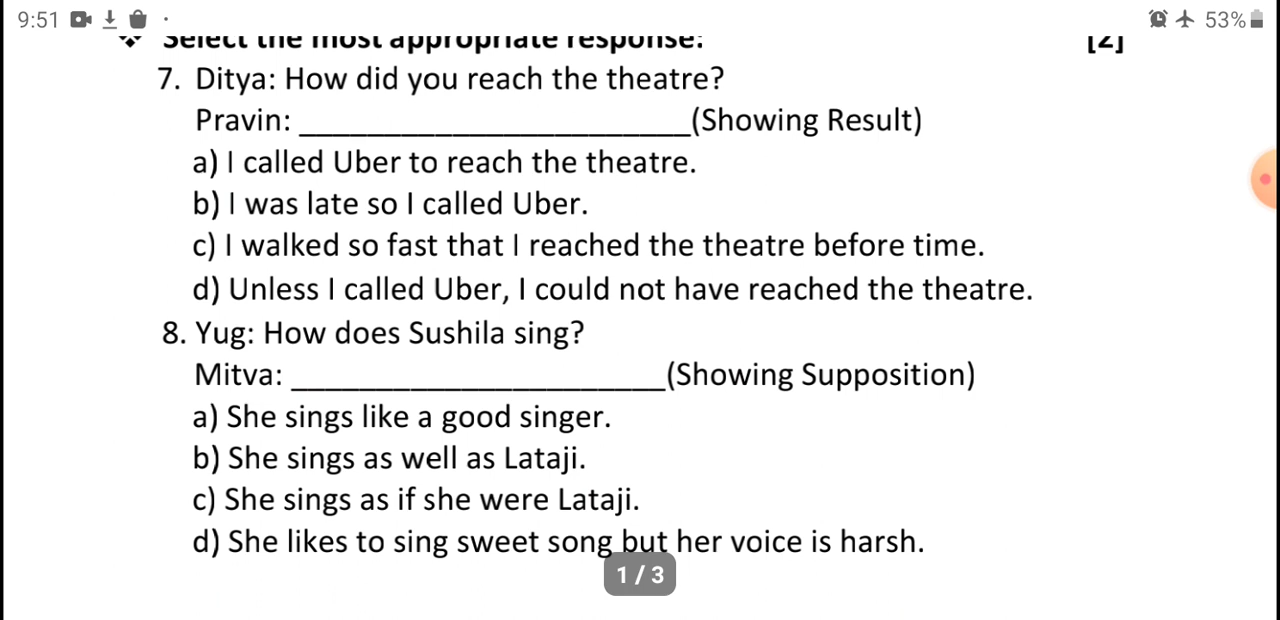 9:51 53%
Select the most appropriate response: [2]
7. Ditya: How did you reach the theatre?
Pravin: ________________________(Showing Result)
a) I called Uber to reach the theatre.
b) I was late so I called Uber.
c) I walked so fast that I reached the theatre before time.
d) Unless I called Uber, I could not have reached the theatre.
8. Yug: How does Sushila sing?
Mitva: _______________________(Showing Supposition)
a) She sings like a good singer.
b) She sings as well as Lataji.
c) She sings as if she were Lataji.
d) She likes to sing sweet song but her voice is harsh.
1 / 3